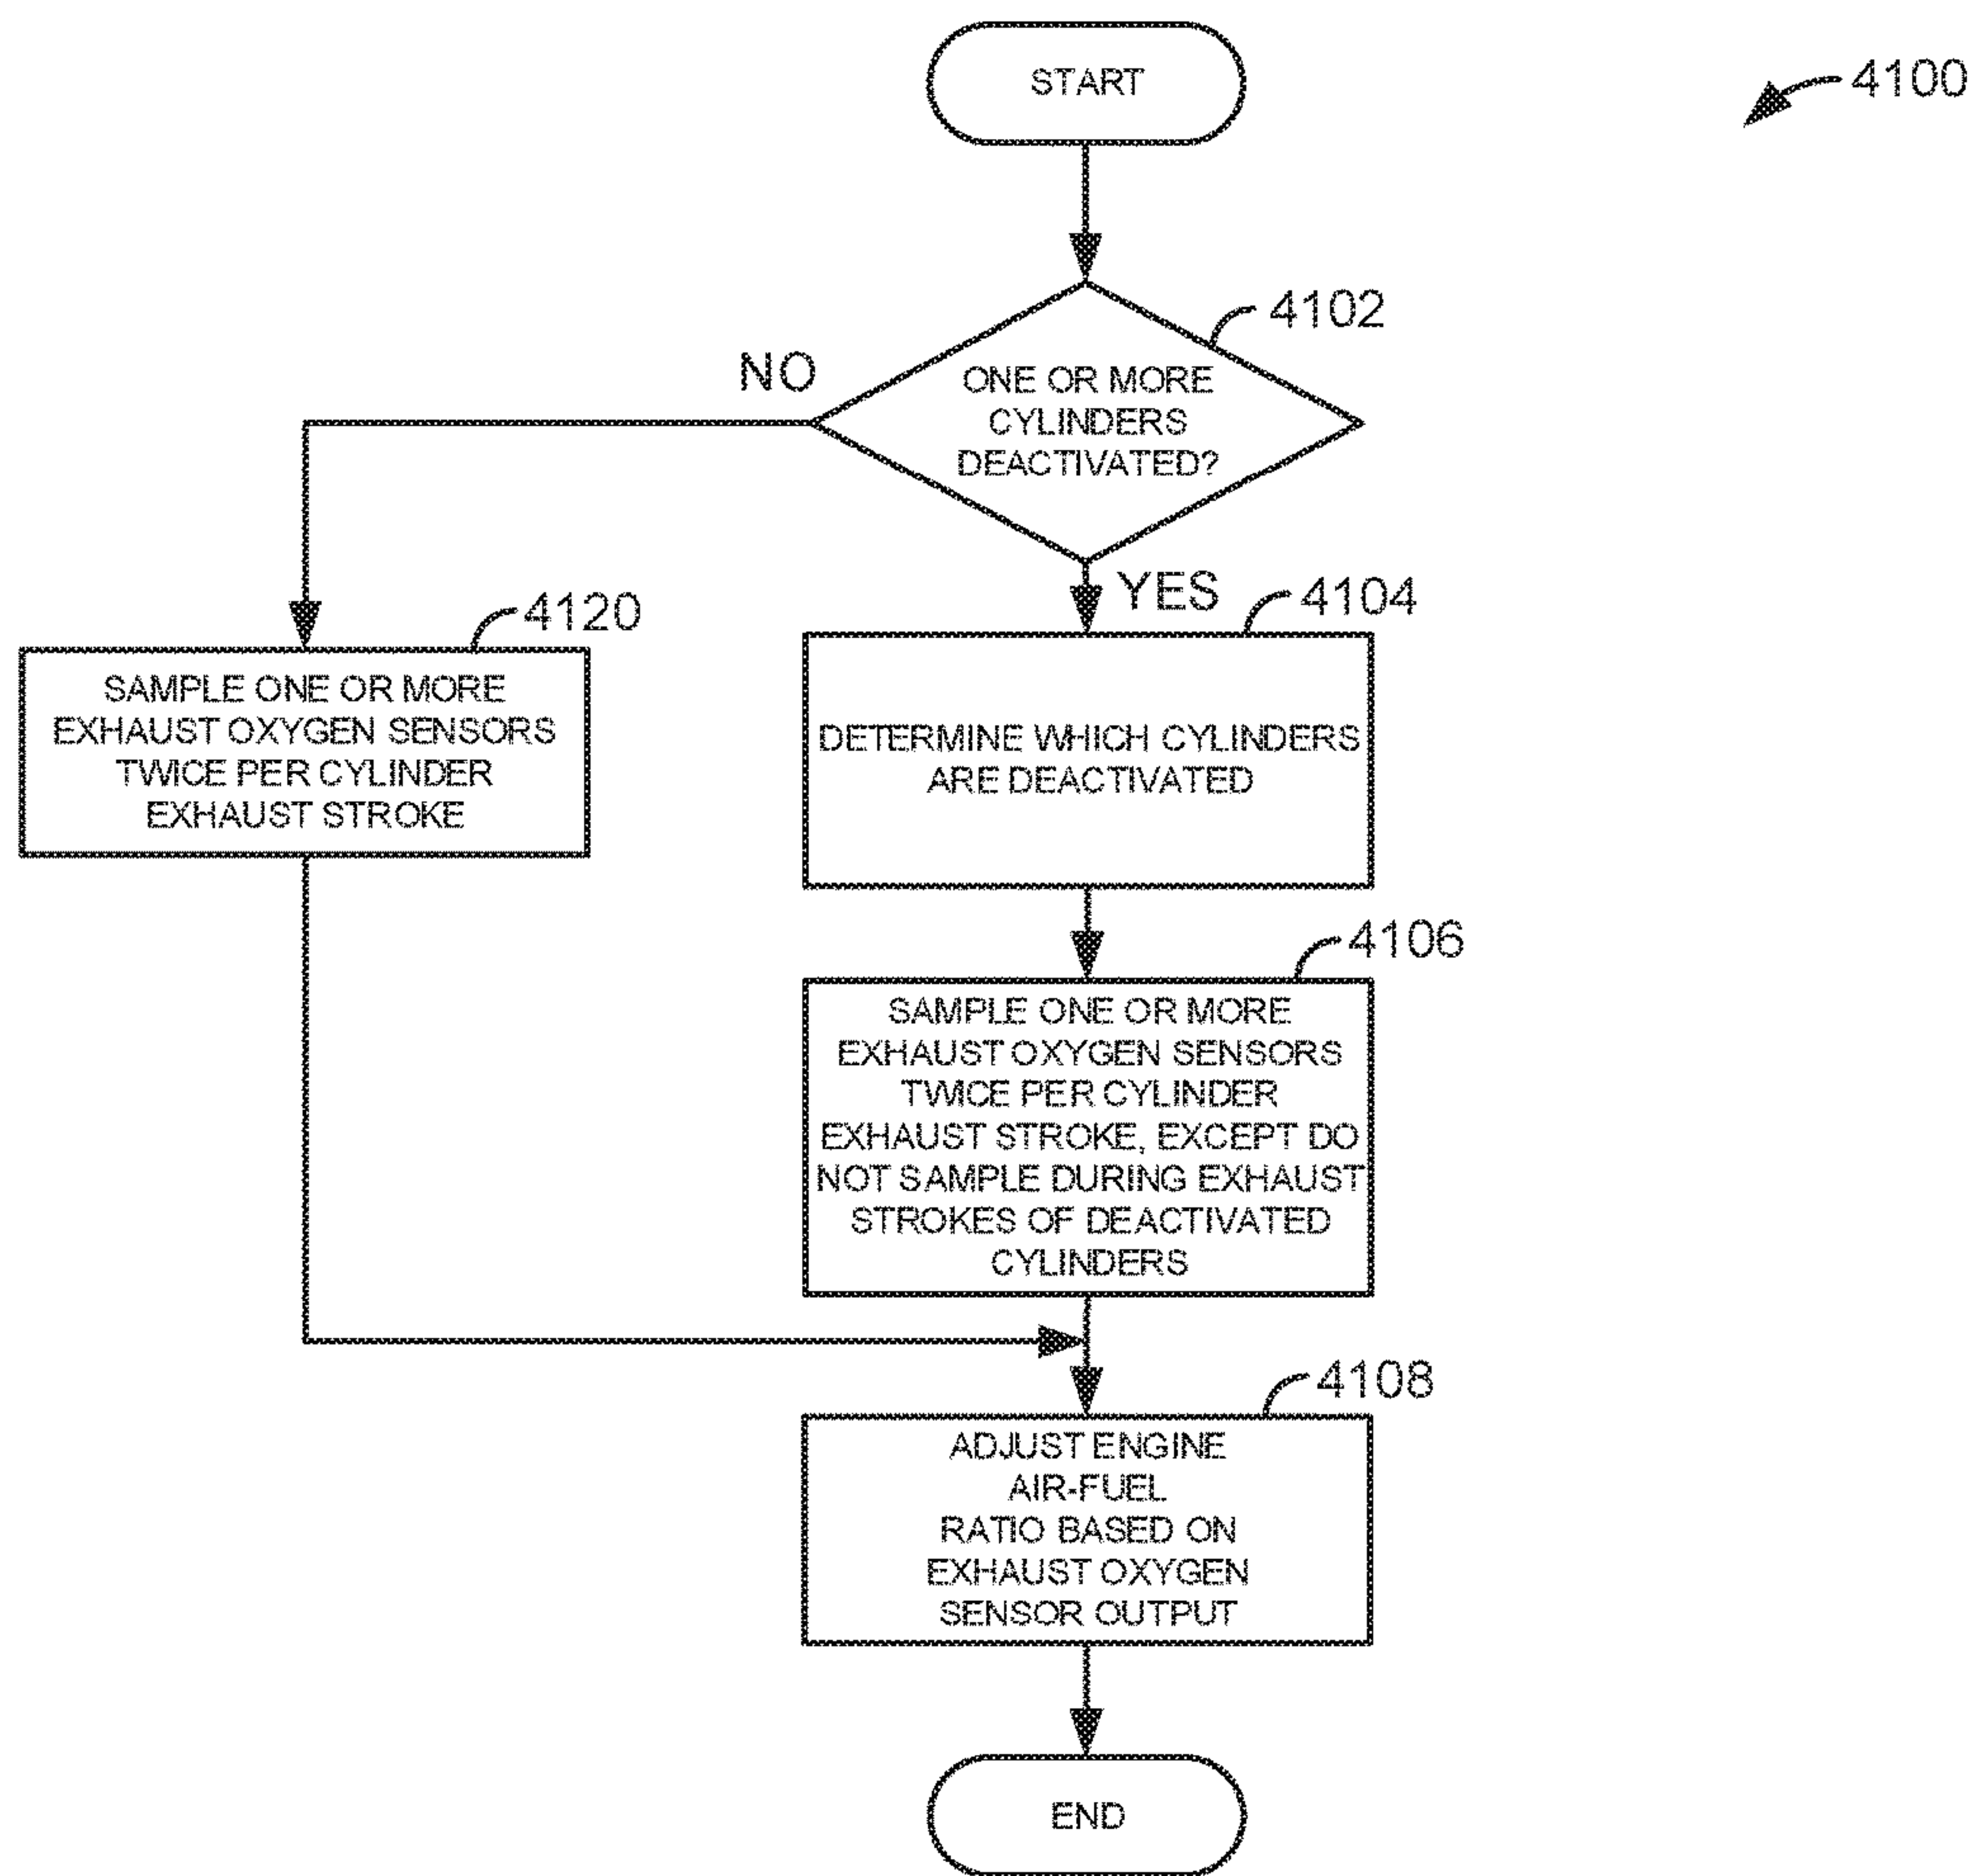 START
4100
4102
ONE OR MORE
CYLINDERS
DEACTIVATED?
NO
YES
4120
SAMPLE ONE OR MORE
EXHAUST OXYGEN SENSORS
TWICE PER CYLINDER
EXHAUST STROKE
4104
DETERMINE WHICH CYLINDERS
ARE DEACTIVATED
4106
SAMPLE ONE OR MORE
EXHAUST OXYGEN SENSORS
TWICE PER CYLINDER
EXHAUST STROKE, EXCEPT DO
NOT SAMPLE DURING EXHAUST
STROKES OF DEACTIVATED
CYLINDERS
4108
ADJUST ENGINE
AIR-FUEL
RATIO BASED ON
EXHAUST OXYGEN
SENSOR OUTPUT
END